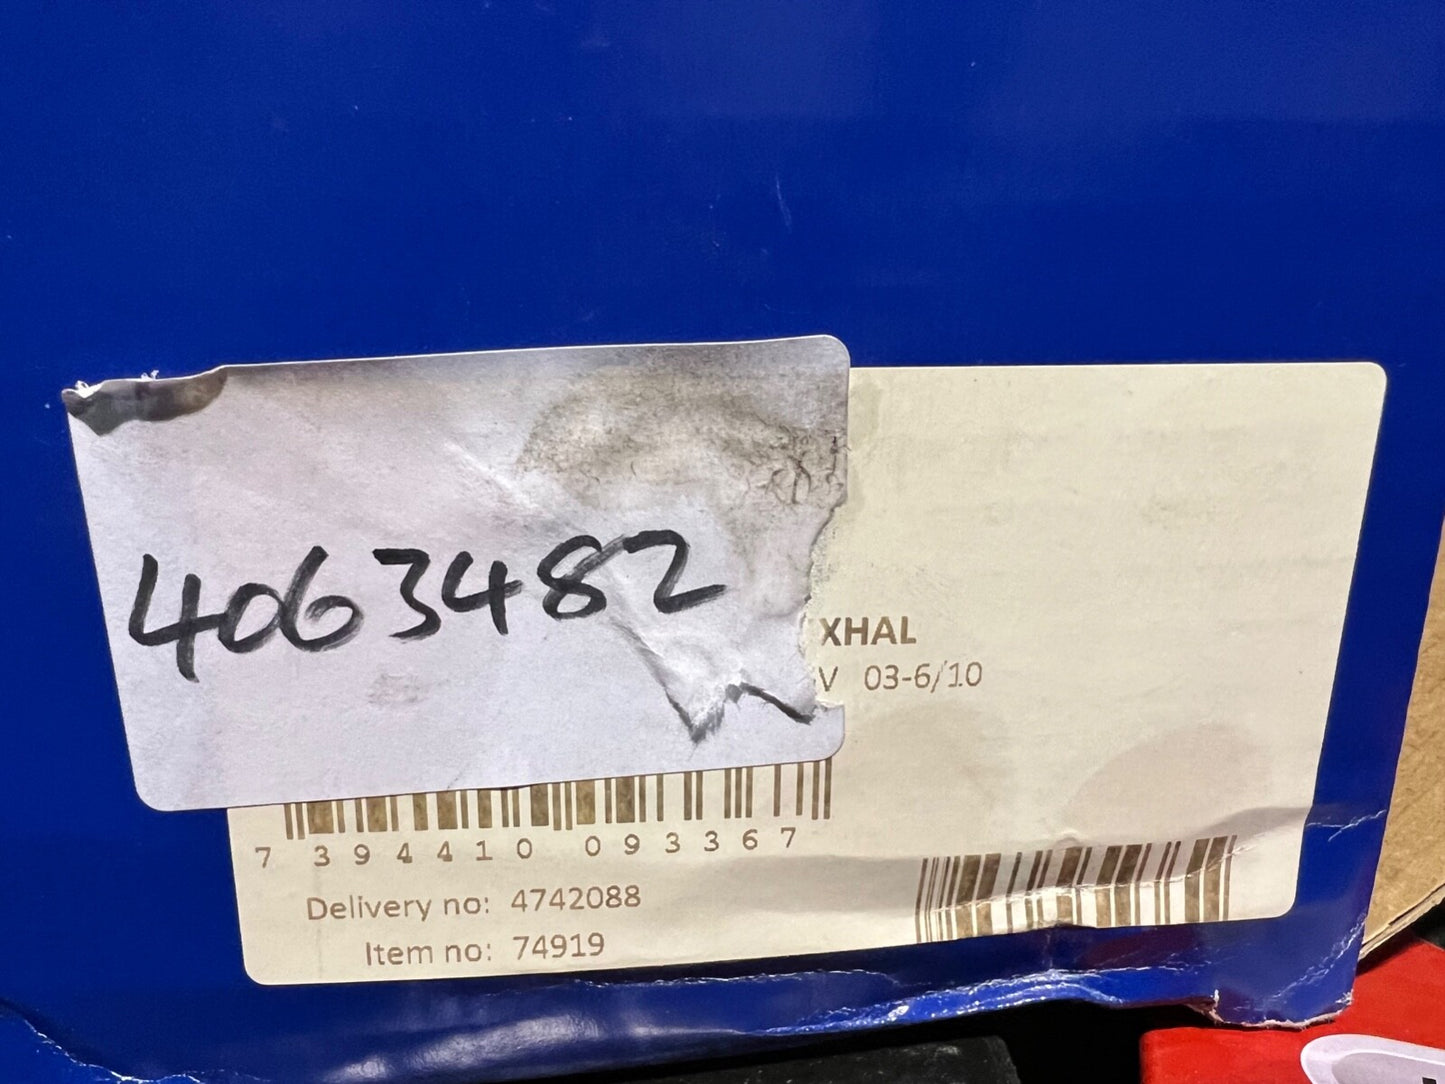 4063482
XHAL
V 03-6/10
7 394410 093367
Delivery no: 4742088
Item no: 74919